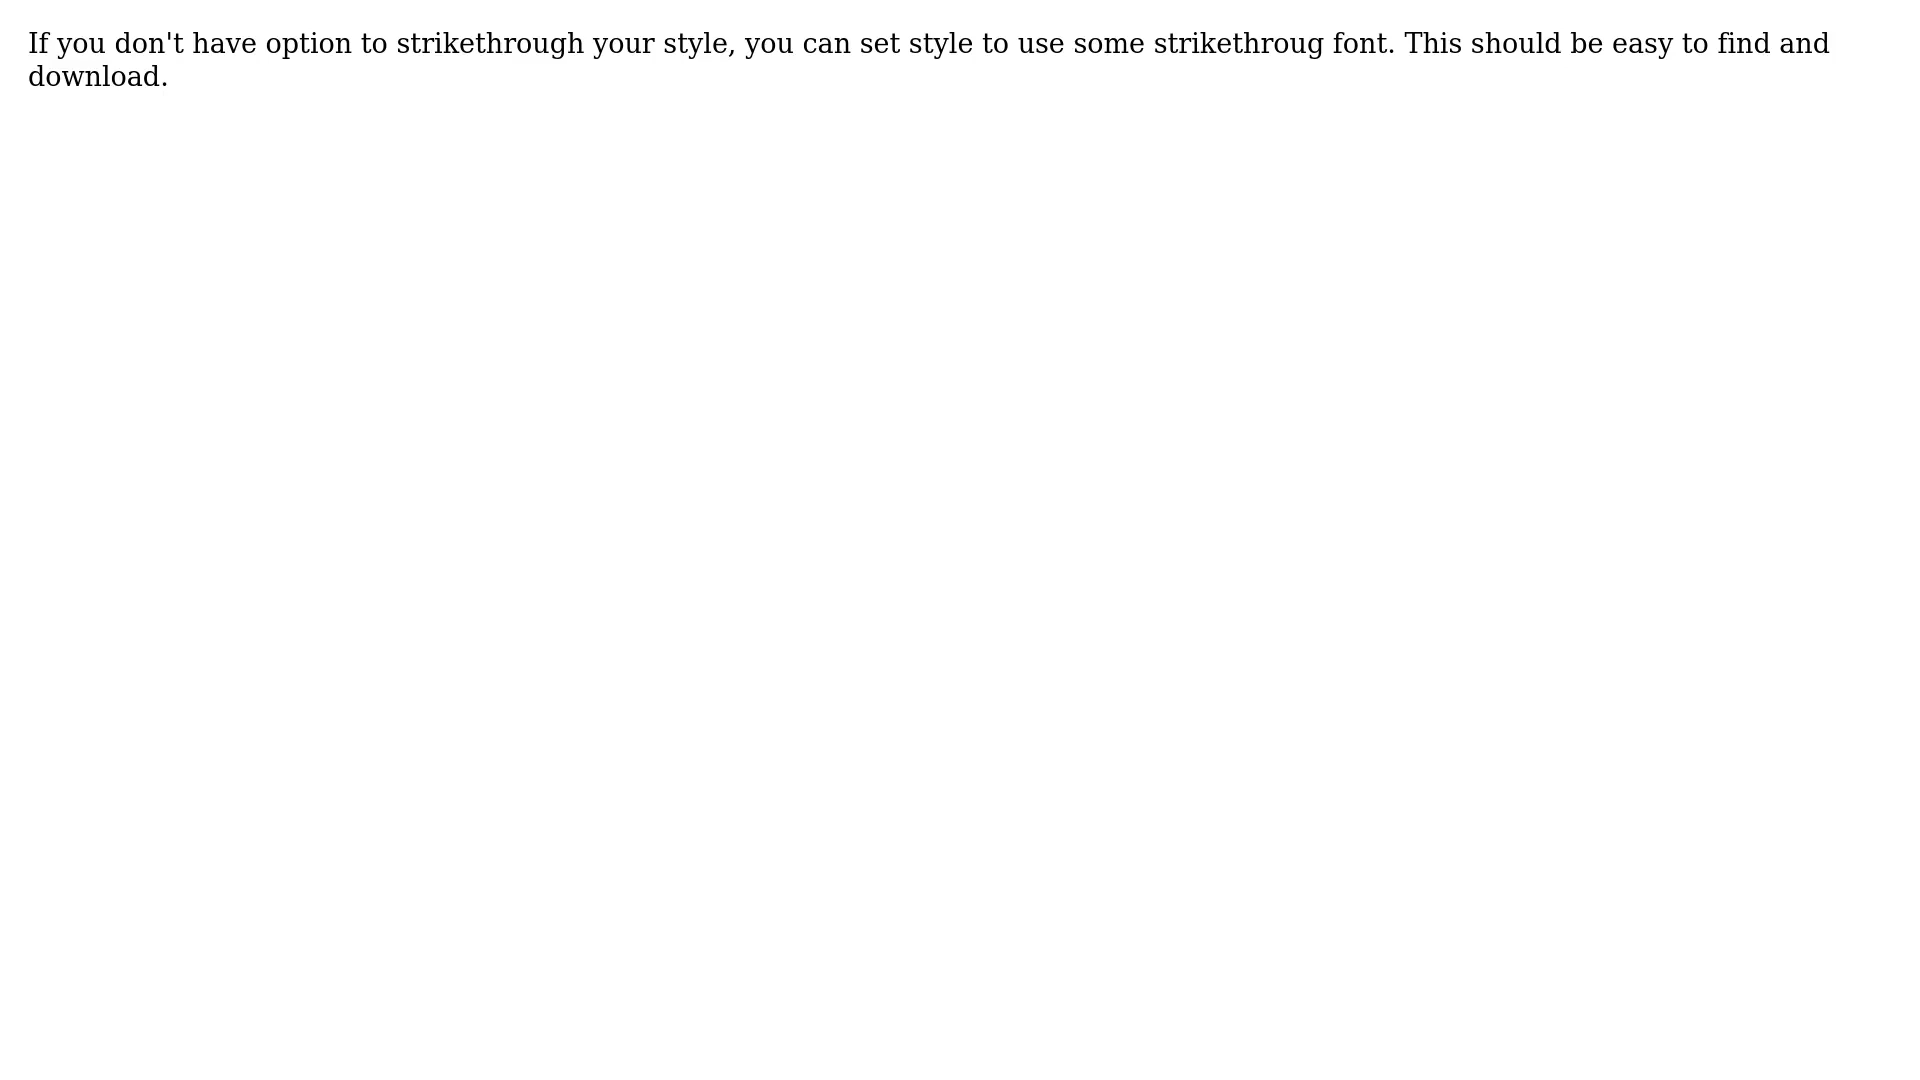 If you don't have option to strikethrough your style, you can set style to use some strikethroug font. This should be easy to find and
download.